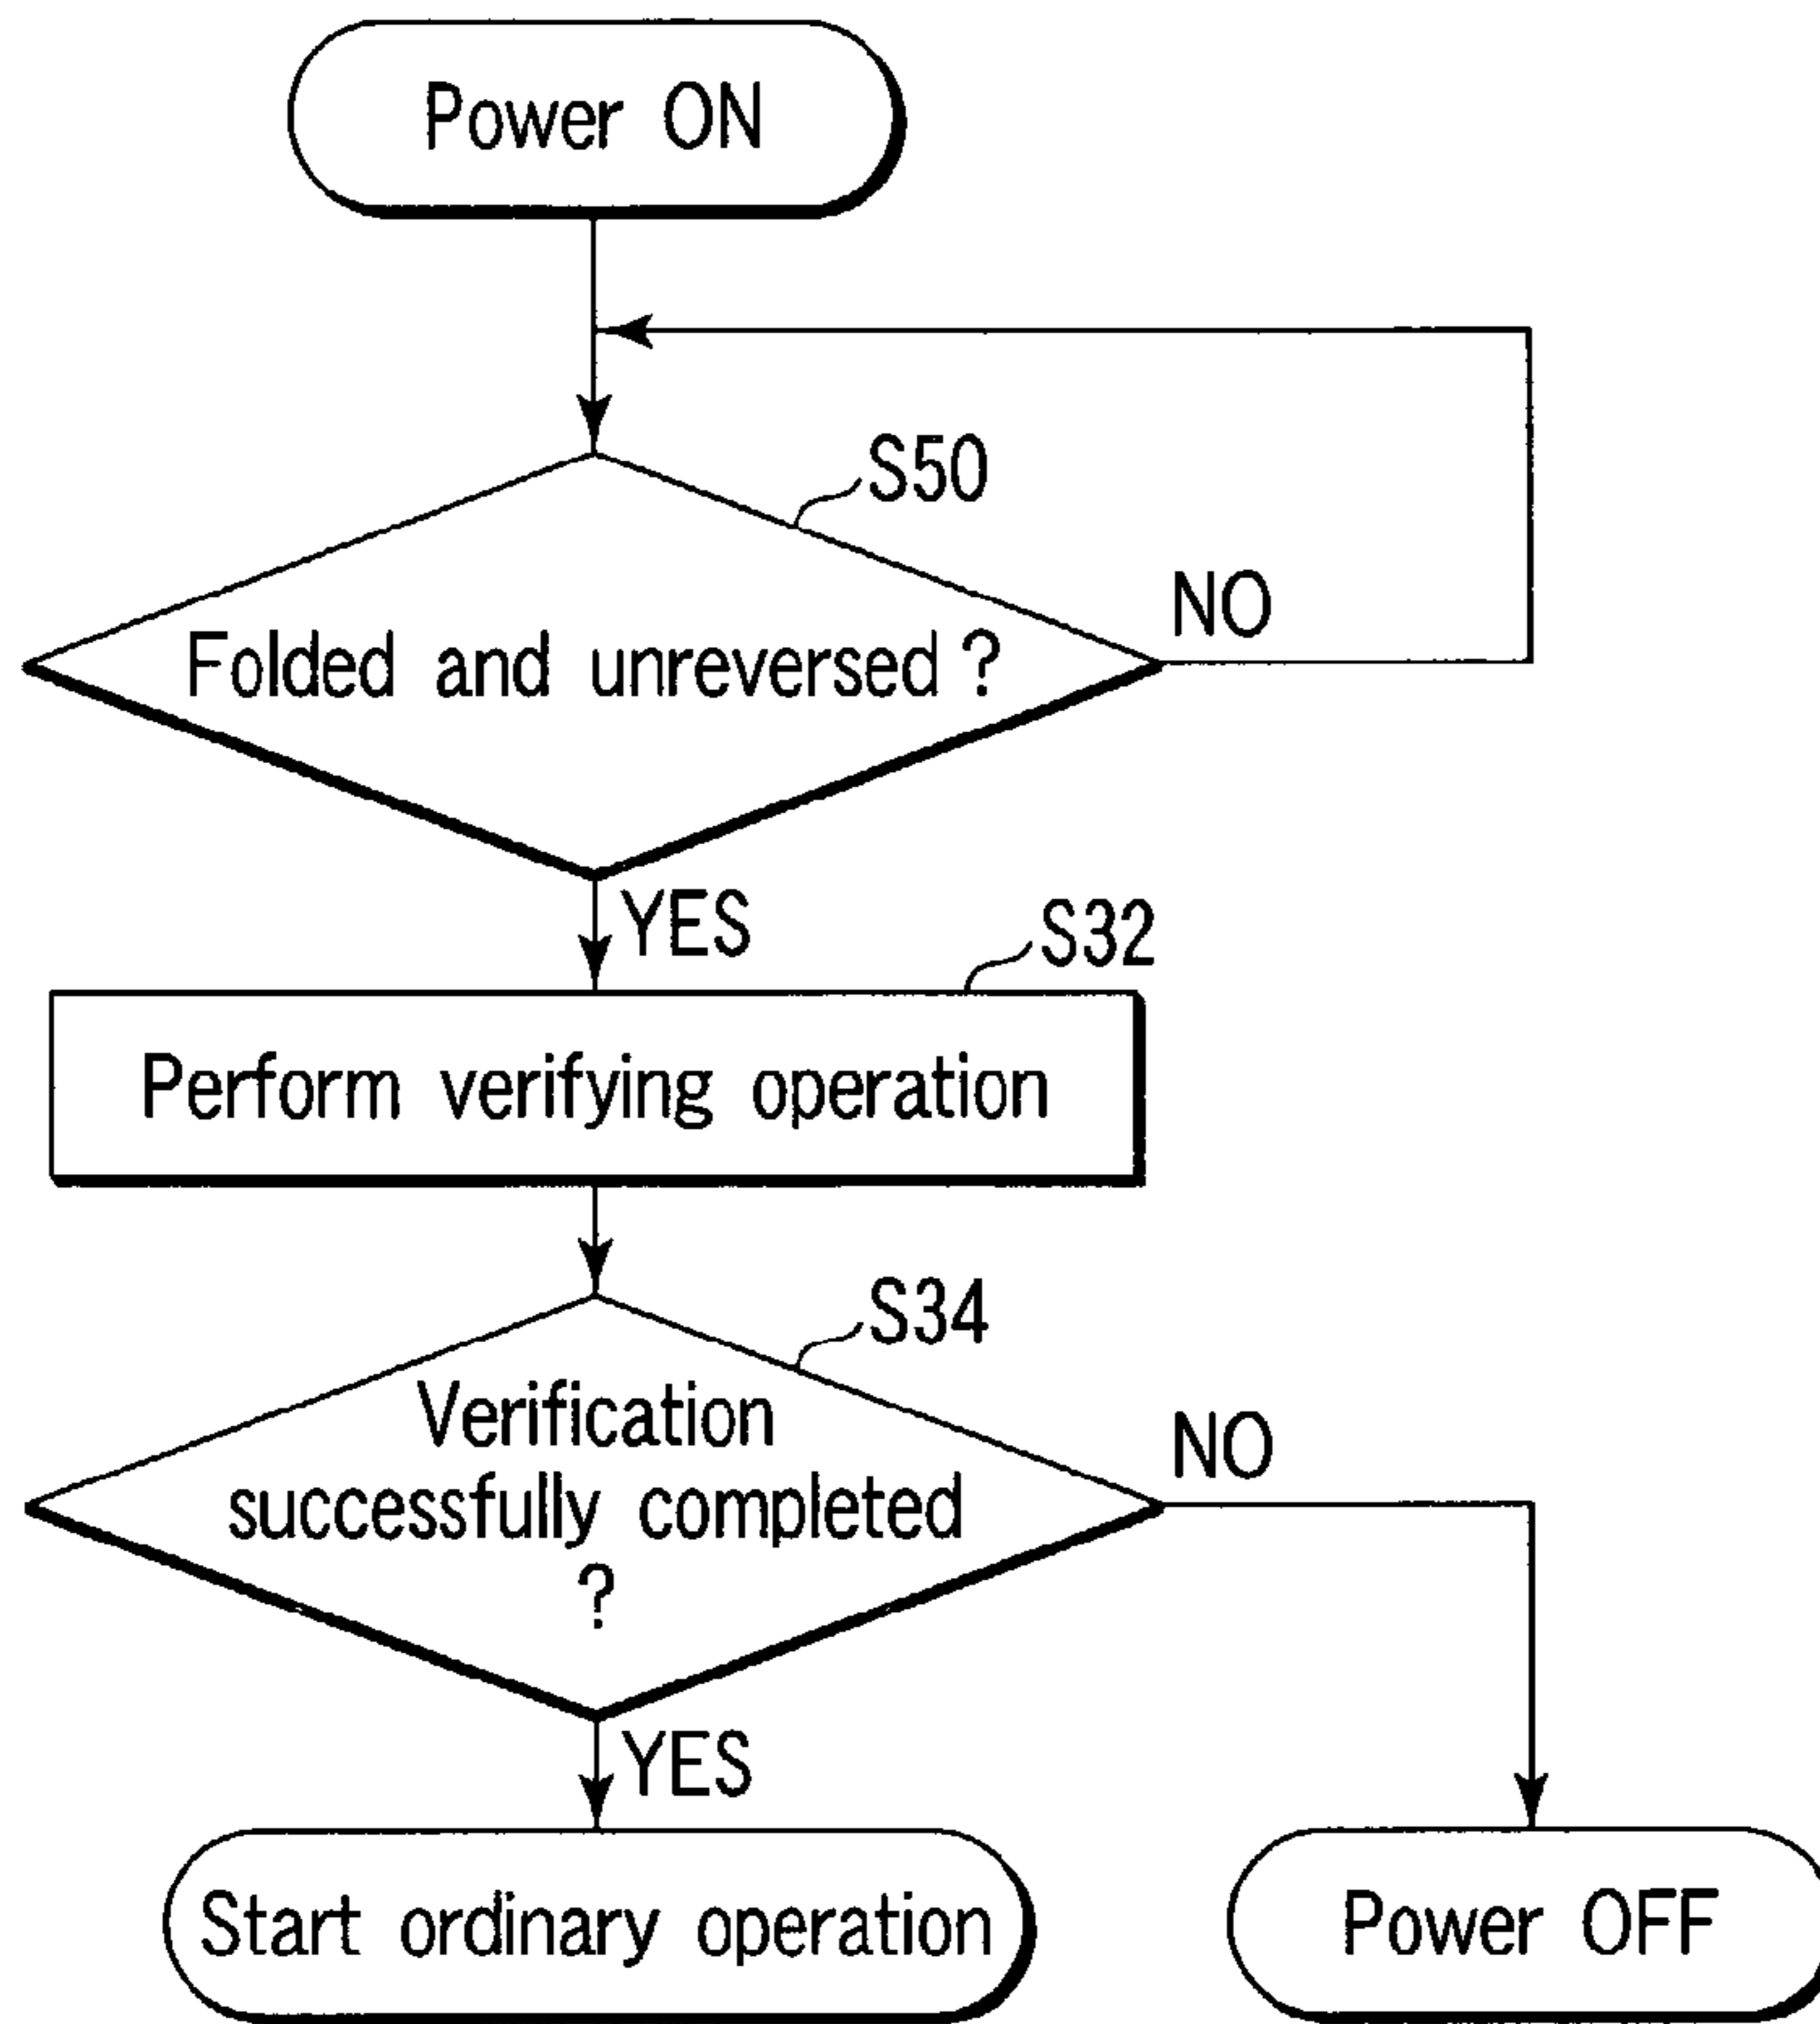 Power ON
S50
NO
Folded and unreversed ?
YES
S32
Perform verifying operation
S34
Verification
NO
successfully completed
?
YES
Start ordinary operation
Power OFF